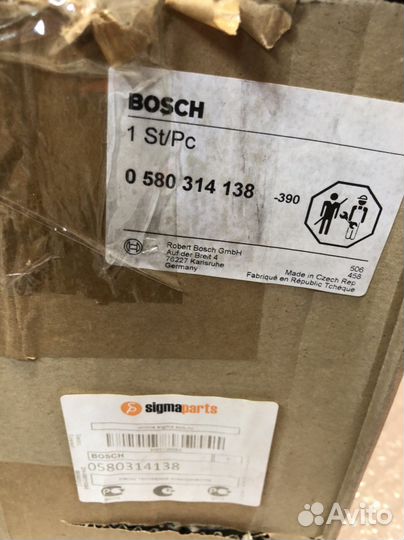 BOSCH
1 St/Pc
0 580 314 138 -390
Robert Bosch GmbH
Auf der Breit 4
76227 Karlsruhe
Germany
506
458
Made in Czech Rep
Fabriqué en République Tchèque
sigmaparts
BOSCH
0580314138
Avito